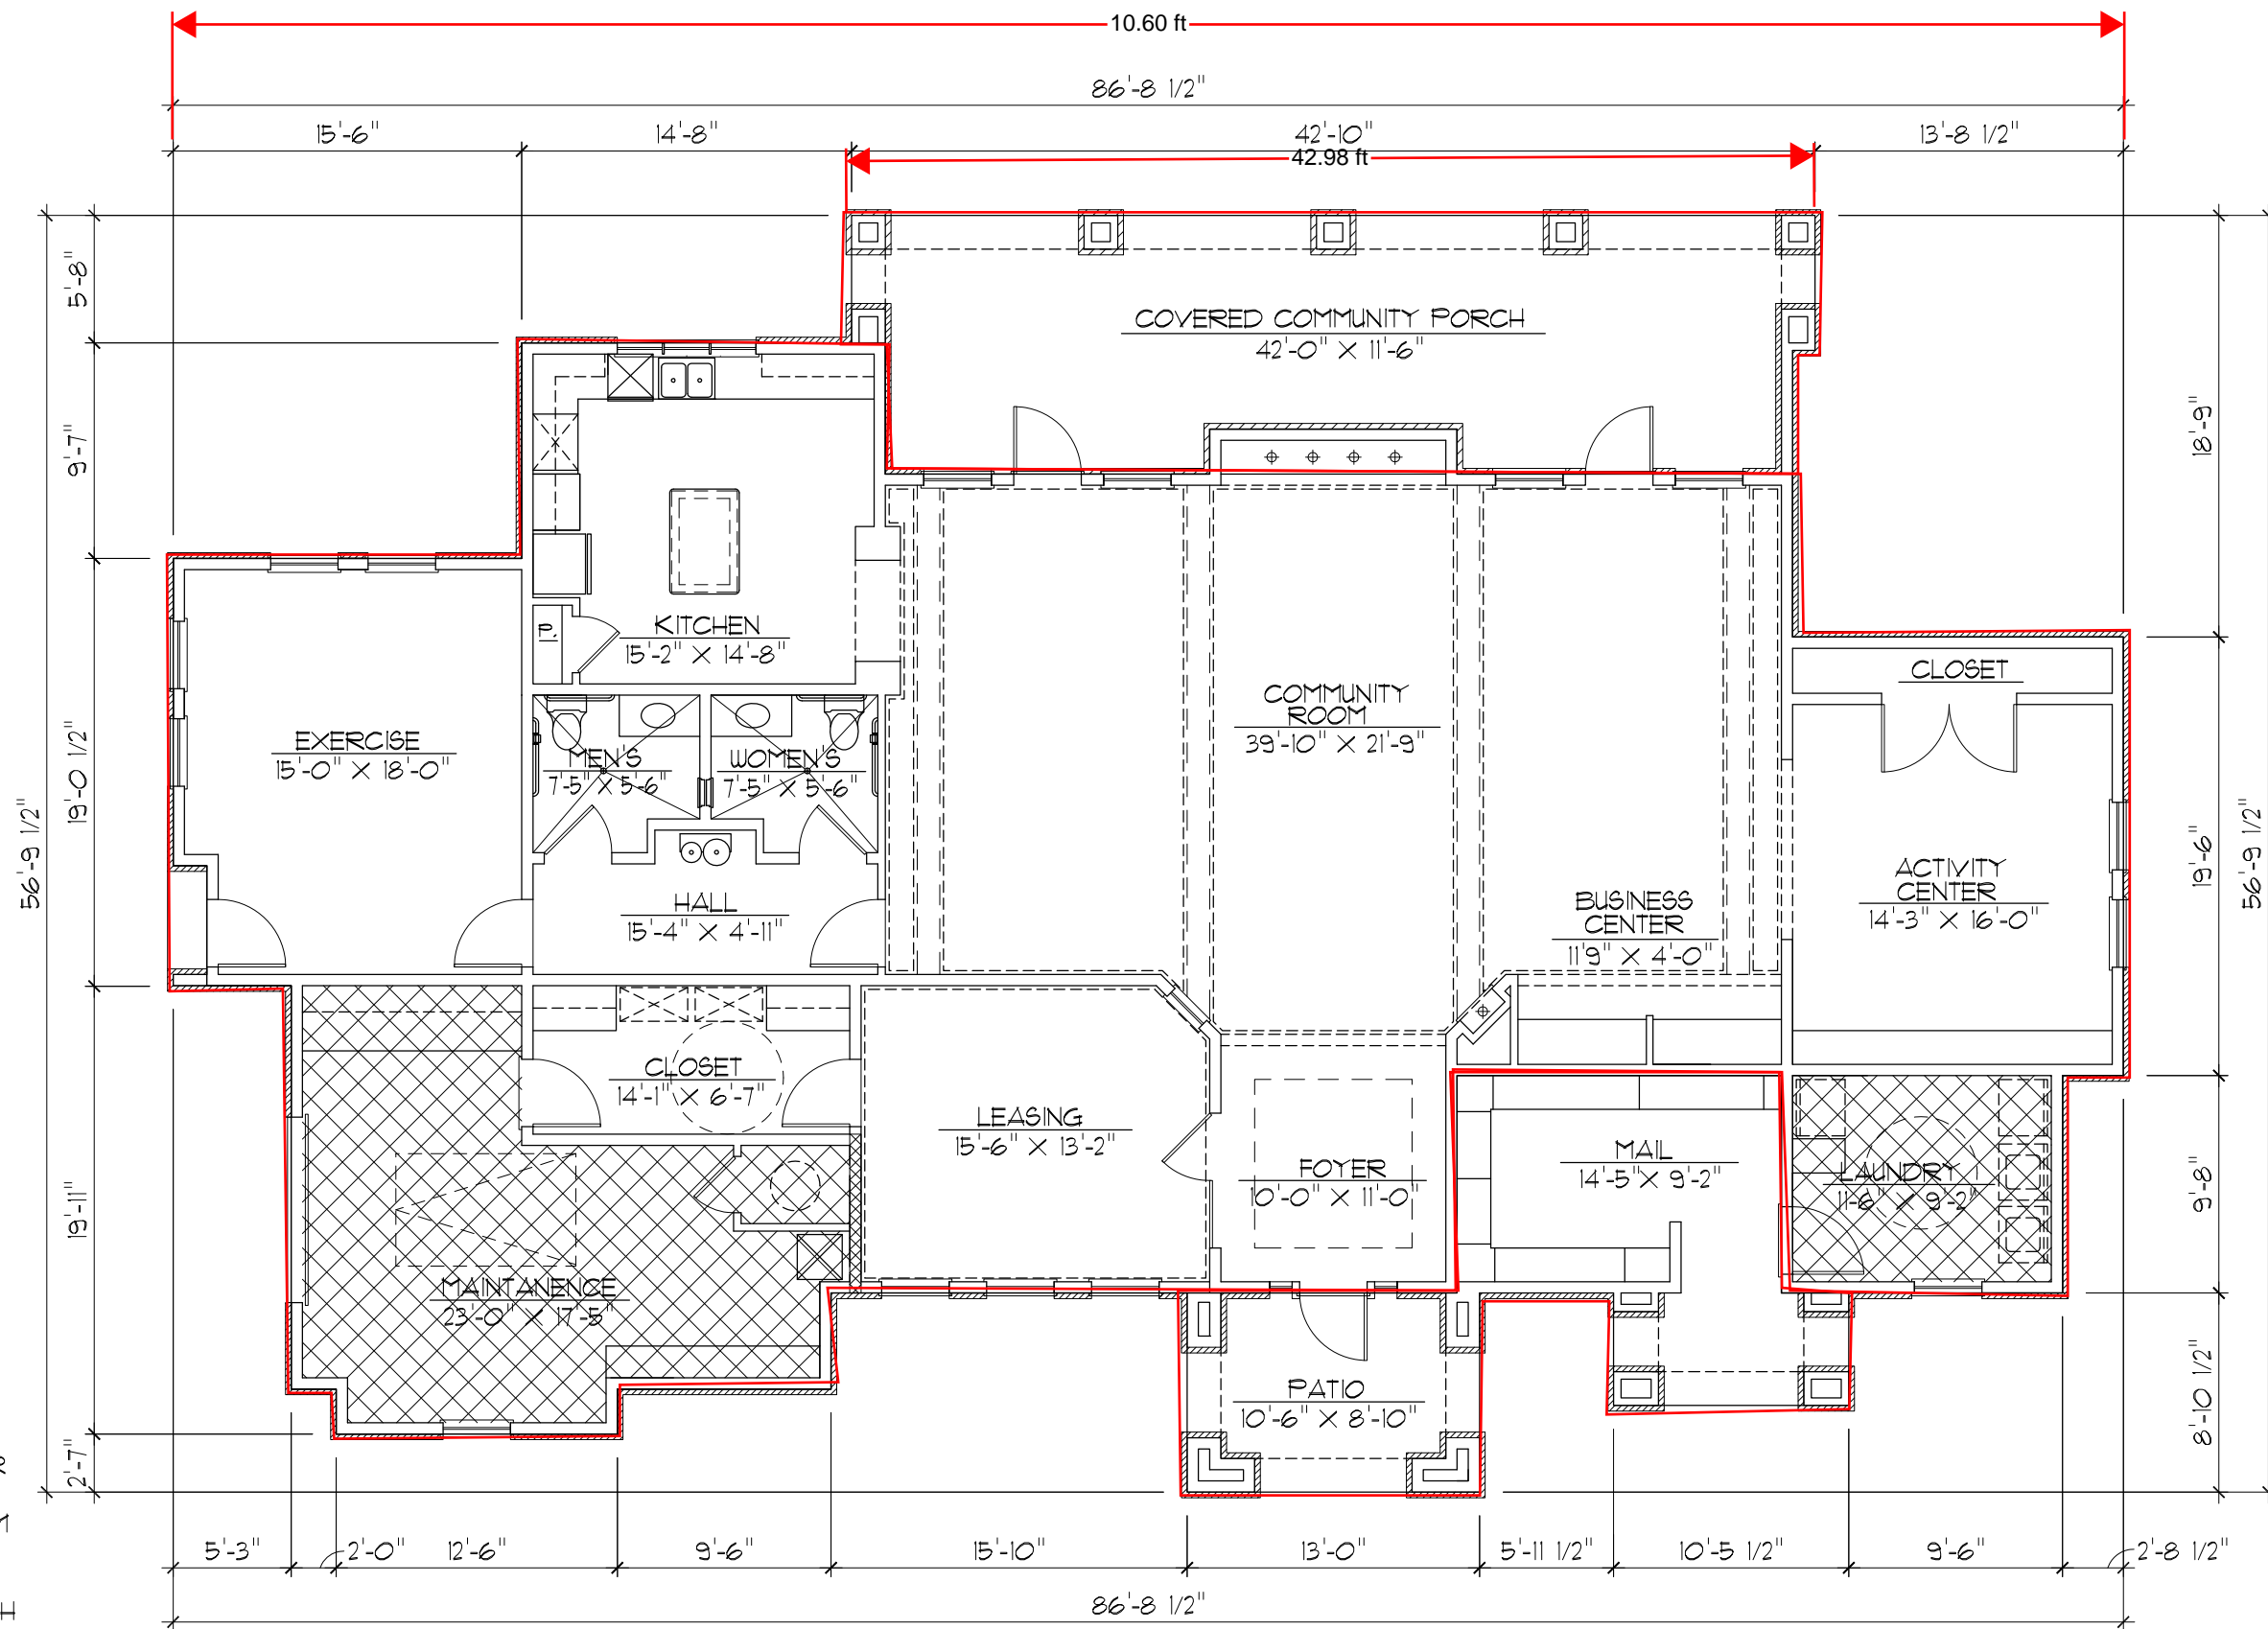 10.60 ft
86'-8 1/2"
15'-6"
14'-8"
42'-10"
13'-8 1/2"
42.98 ft
5'-8"
9'-7"
19'-0 1/2"
19'-11"
2'-7"
56'-9 1/2"
COVERED COMMUNITY PORCH
42'-0" X 11'-6"
KITCHEN
15'-2" X 14'-8"
P.
EXERCISE
15'-0" X 18'-0"
MEN'S
7'-5" X 5'-6"
WOMEN'S
7'-5" X 5'-6"
COMMUNITY
ROOM
39'-10" X 21'-9"
CLOSET
HALL
15'-4" X 4'-11"
BUSINESS
CENTER
11'9" X 4'-0"
ACTIVITY
CENTER
14'-3" X 16'-0"
CLOSET
14'-1" X 6'-7"
LEASING
15'-6" X 13'-2"
FOYER
10'-0" X 11'-0"
MAIL
14'-5" X 9'-2"
LAUNDRY
11'-6" X 9'-2"
MAINTANENCE
23'-0" X 17'-5"
PATIO
10'-6" X 8'-10"
18'-9"
19'-6"
9'-8"
8'-10 1/2"
56'-9 1/2"
5'-3"
2'-0"
12'-6"
9'-6"
15'-10"
13'-0"
5'-11 1/2"
10'-5 1/2"
9'-6"
2'-8 1/2"
86'-8 1/2"